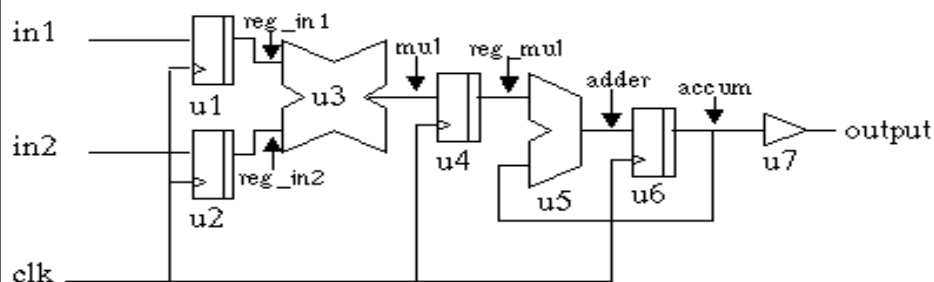 in1
reg_in1
u1
u3
mul
reg_mul
adder
accum
output
in2
reg_in2
u2
u4
u5
u6
u7
clk